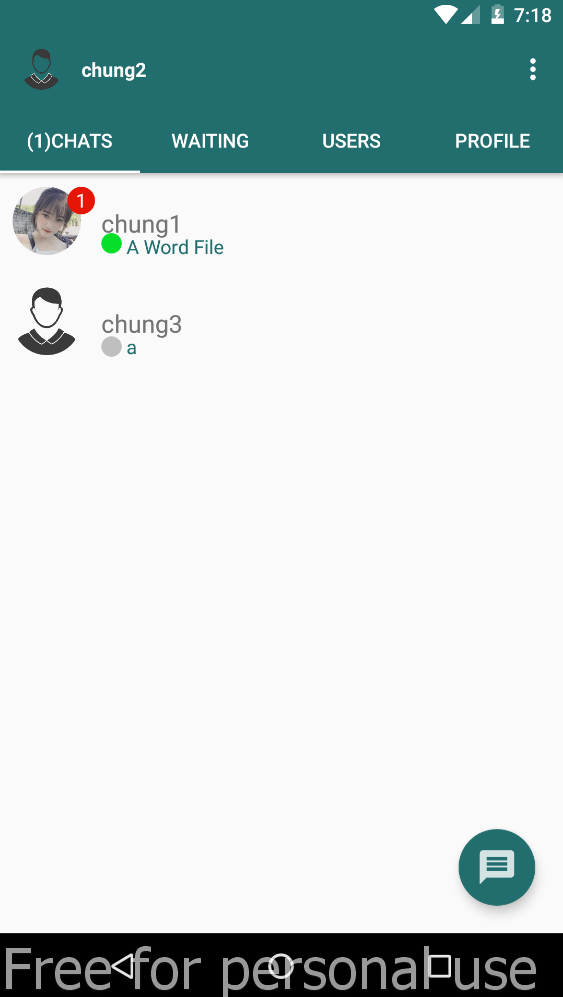 7:18
chung2
(1)CHATS WAITING USERS PROFILE
1
chung1
A Word File
chung3
a
Free for personal use